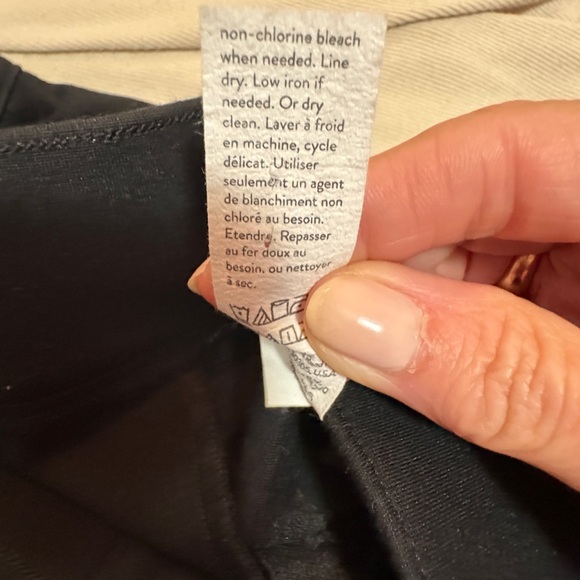 non-chlorine bleach
when needed. Line
dry. Low iron if
needed. Or dry
clean. Laver à froid
en machine, cycle
délicat. Utiliser
seulement un agent
de blanchiment non
chloré au besoin.
Etendre. Repasser
au fer doux au
besoin. ou nettoyer
à sec.